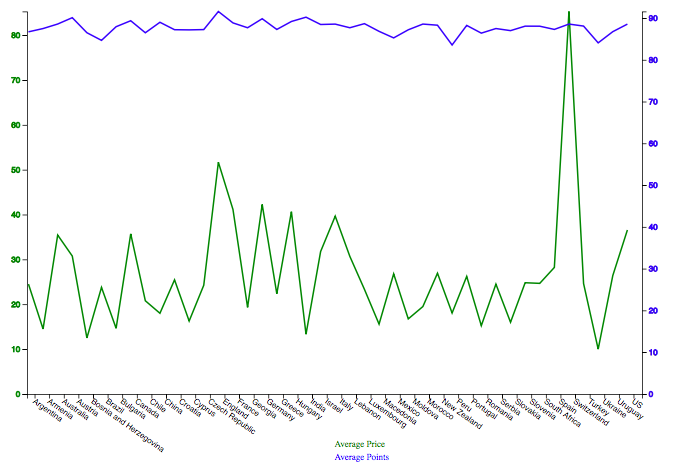 80
70
60
50
40
30
20
10
0
90
80
70
60
50
40
30
20
10
0
Argentina
Armenia
Australia
Austria
Bosnia and Herzegovina
Brazil
Bulgaria
Canada
Chile
China
Croatia
Cyprus
Czech Republic
England
France
Georgia
Germany
Greece
Hungary
India
Israel
Italy
Lebanon
Luxembourg
Macedonia
Mexico
Moldova
Morocco
New Zealand
Peru
Portugal
Romania
Serbia
Slovakia
Slovenia
South Africa
Spain
Switzerland
Turkey
Ukraine
Uruguay
US
Average Price
Average Points